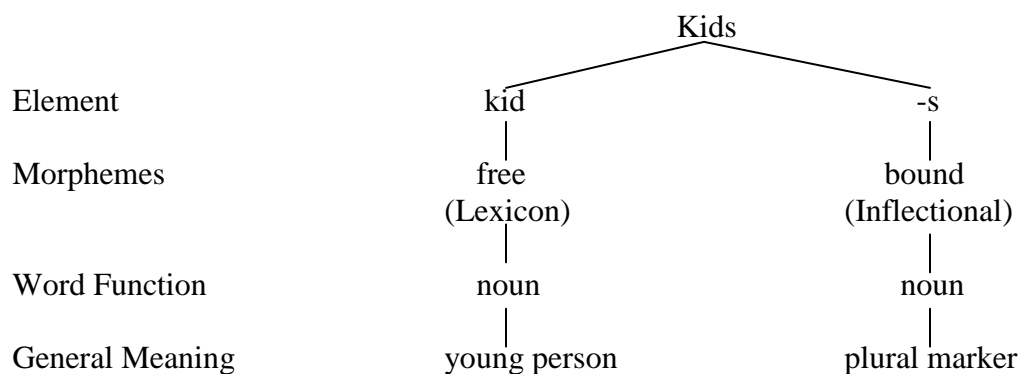 Kids
Element kid -s
Morphemes free bound
(Lexicon) (Inflectional)
Word Function noun noun
General Meaning young person plural marker